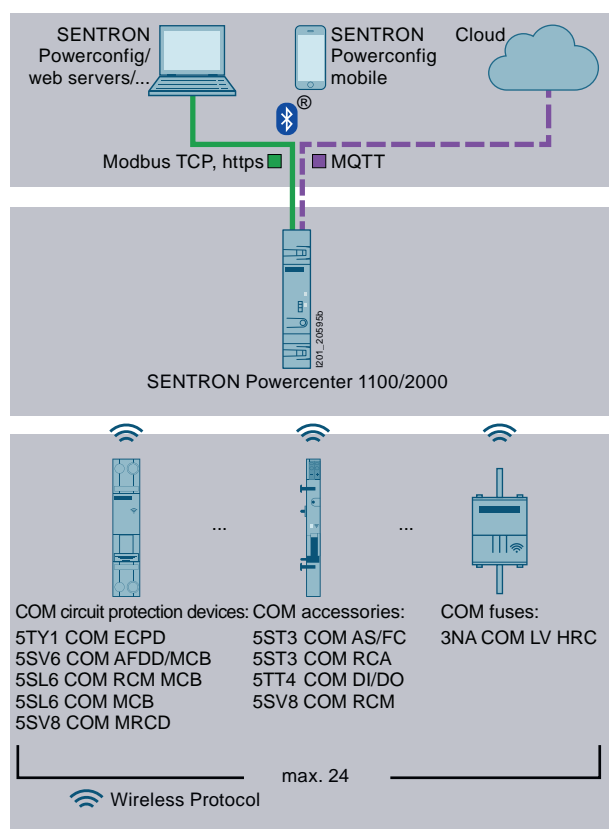 SENTRON
Powerconfig/
web servers/...
SENTRON
Powerconfig
mobile
Cloud
®
Modbus TCP, https
MQTT
I201_20595b
SENTRON Powercenter 1100/2000
...
...
COM circuit protection devices:
5TY1 COM ECPD
5SV6 COM AFDD/MCB
5SL6 COM RCM MCB
5SL6 COM MCB
5SV8 COM MRCD
COM accessories:
5ST3 COM AS/FC
5ST3 COM RCA
5TT4 COM DI/DO
5SV8 COM RCM
COM fuses:
3NA COM LV HRC
max. 24
Wireless Protocol